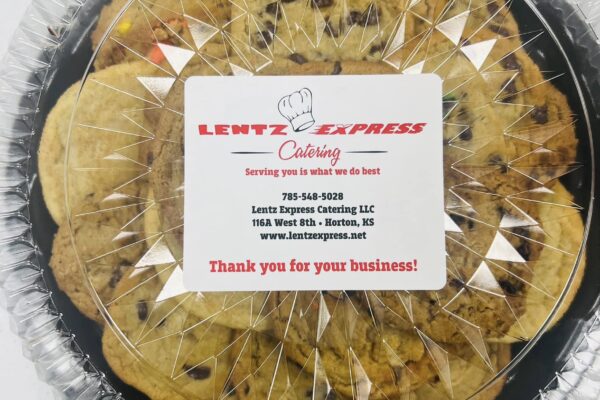 LENTZ EXPRESS
Catering
Serving you is what we do best
785-548-5028
Lentz Express Catering LLC
116A West 8th • Horton, KS
www.lentzexpress.net
Thank you for your business!